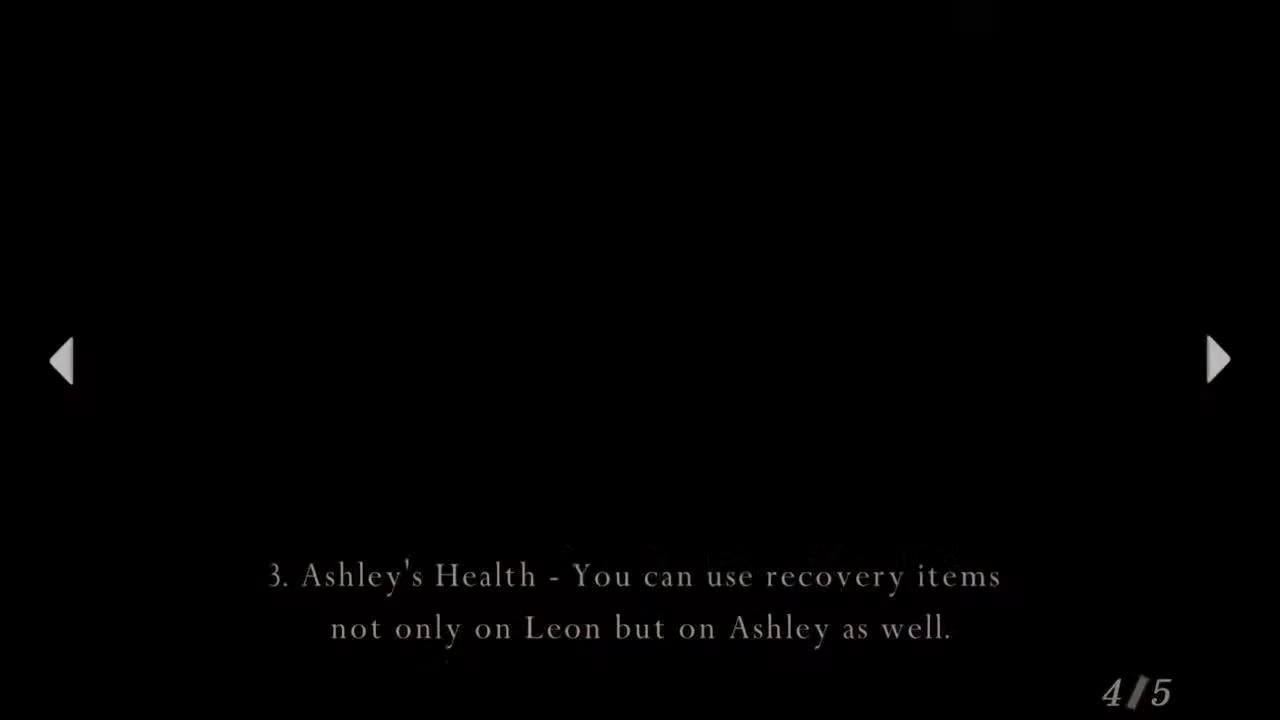 3. Ashley's Health - You can use recovery items
not only on Leon but on Ashley as well.
4/5